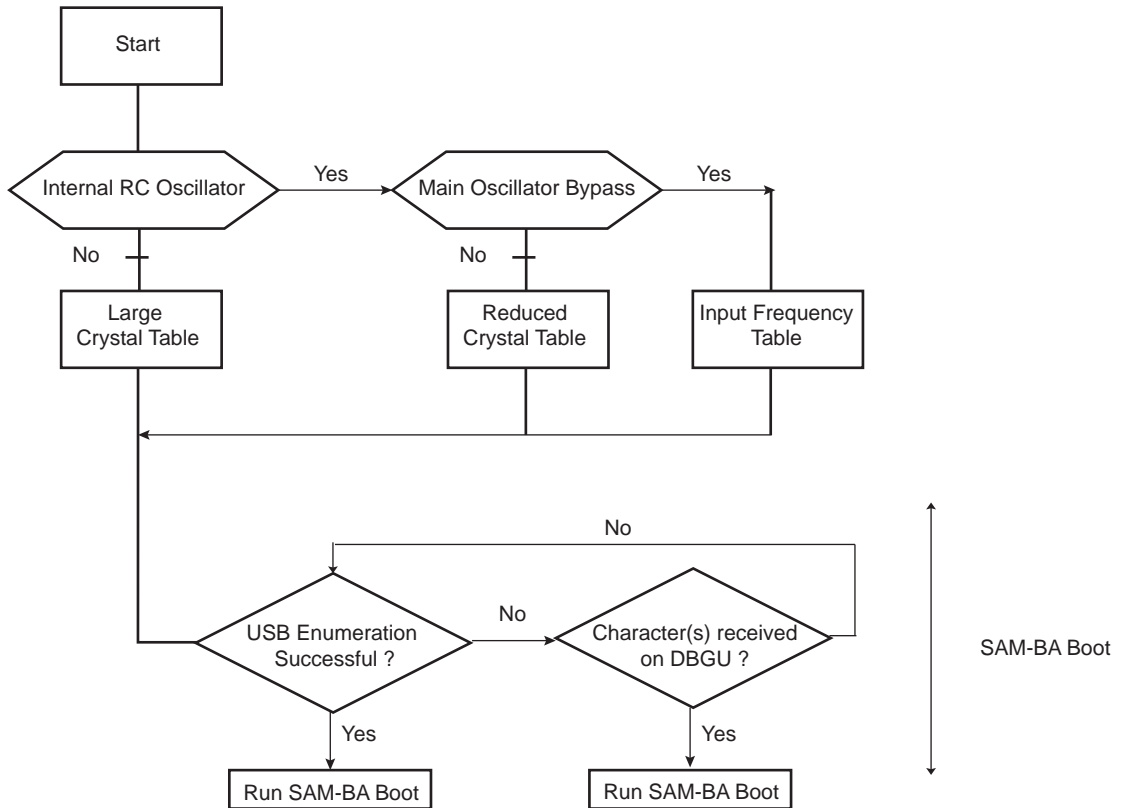 Start
Internal RC Oscillator
Yes
Main Oscillator Bypass
Yes
No
No
Large
Crystal Table
Reduced
Crystal Table
Input Frequency
Table
No
USB Enumeration
Successful ?
No
Character(s) received
on DBGU ?
SAM-BA Boot
Yes
Yes
Run SAM-BA Boot
Run SAM-BA Boot